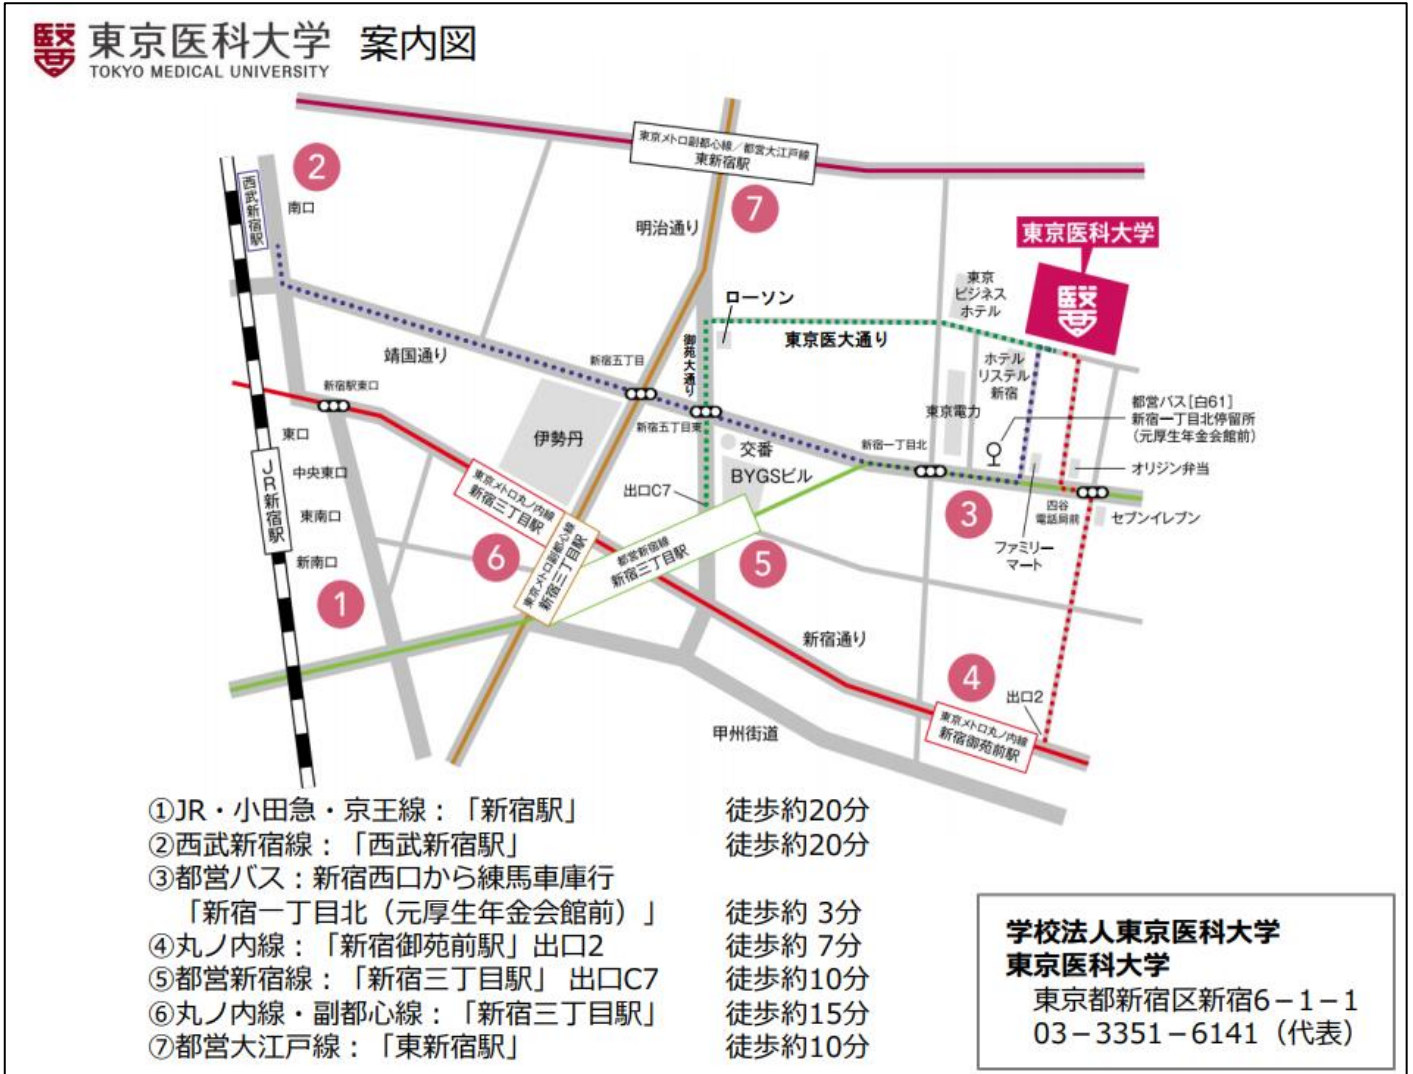 東京医科大学 案内図
TOKYO MEDICAL UNIVERSITY
東京メトロ副都心線／都営大江戸線
東新宿駅
2
西武新宿駅
南口
7
明治通り
東京医科大学
東京
ビジネス
ホテル
ローソン
東京医大通り
御苑大通り
靖国通り
新宿五丁目
ホテル
リステル
新宿
新宿駅東口
都営バス[白61]
新宿一丁目北停留所
(元厚生年金会館前)
東京電力
新宿五丁目東
伊勢丹
東口
交番
新宿一丁目北
BYGSビル
オリジン弁当
JR新宿駅
中央東口
東京メトロ丸ノ内線
新宿三丁目駅
出口C7
東南口
3
四谷
電話局前
セブンイレブン
ファミリー
マート
新南口
6
東京メトロ副都心線
新宿三丁目駅
都営新宿線
新宿三丁目駅
5
1
新宿通り
4
出口2
東京メトロ丸ノ内線
新宿御苑前駅
甲州街道
①JR・小田急・京王線：「新宿駅」 徒歩約20分
②西武新宿線：「西武新宿駅」 徒歩約20分
③都営バス：新宿西口から練馬車庫行
「新宿一丁目北（元厚生年金会館前）」 徒歩約 3分
④丸ノ内線：「新宿御苑前駅」出口2 徒歩約 7分
⑤都営新宿線：「新宿三丁目駅」 出口C7 徒歩約10分
⑥丸ノ内線・副都心線：「新宿三丁目駅」 徒歩約15分
⑦都営大江戸線：「東新宿駅」 徒歩約10分
学校法人東京医科大学
東京医科大学
東京都新宿区新宿6－1－1
03－3351－6141（代表）